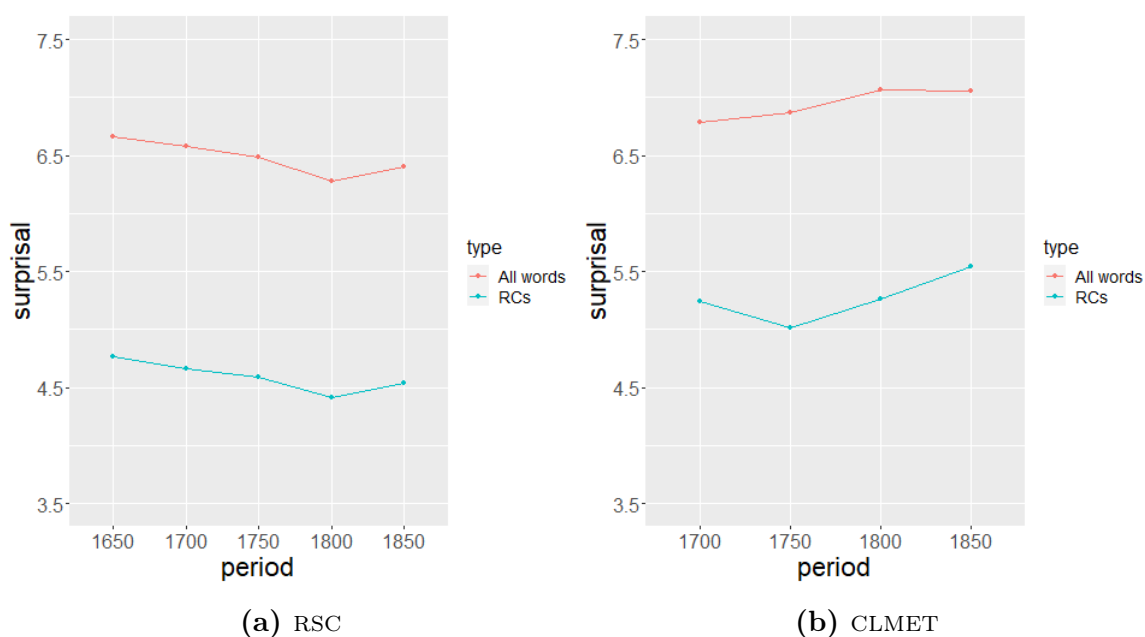 7.5
6.5
5.5
4.5
3.5
surprisal
1650 1700 1750 1800 1850
period
type
All words
RCs
(a) RSC
7.5
6.5
5.5
4.5
3.5
surprisal
1700 1750 1800 1850
period
type
All words
RCs
(b) CLMET